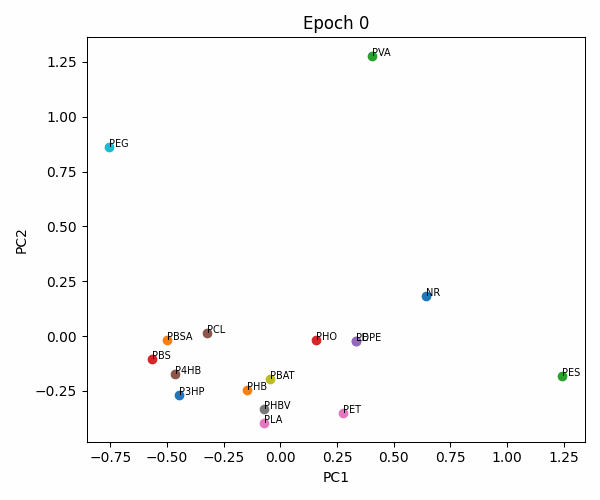 Epoch 0
PVA
1.25
1.00
PEG
0.75
PC2
0.50
0.25
NR
0.00
PBSA
PCL
PHO
PBS
P4HB
PBAT
PES
P3HP
PHB
−0.25
PHBV
PET
PLA
−0.75
−0.50
−0.25
0.00
0.25
0.50
0.75
1.00
1.25
PC1